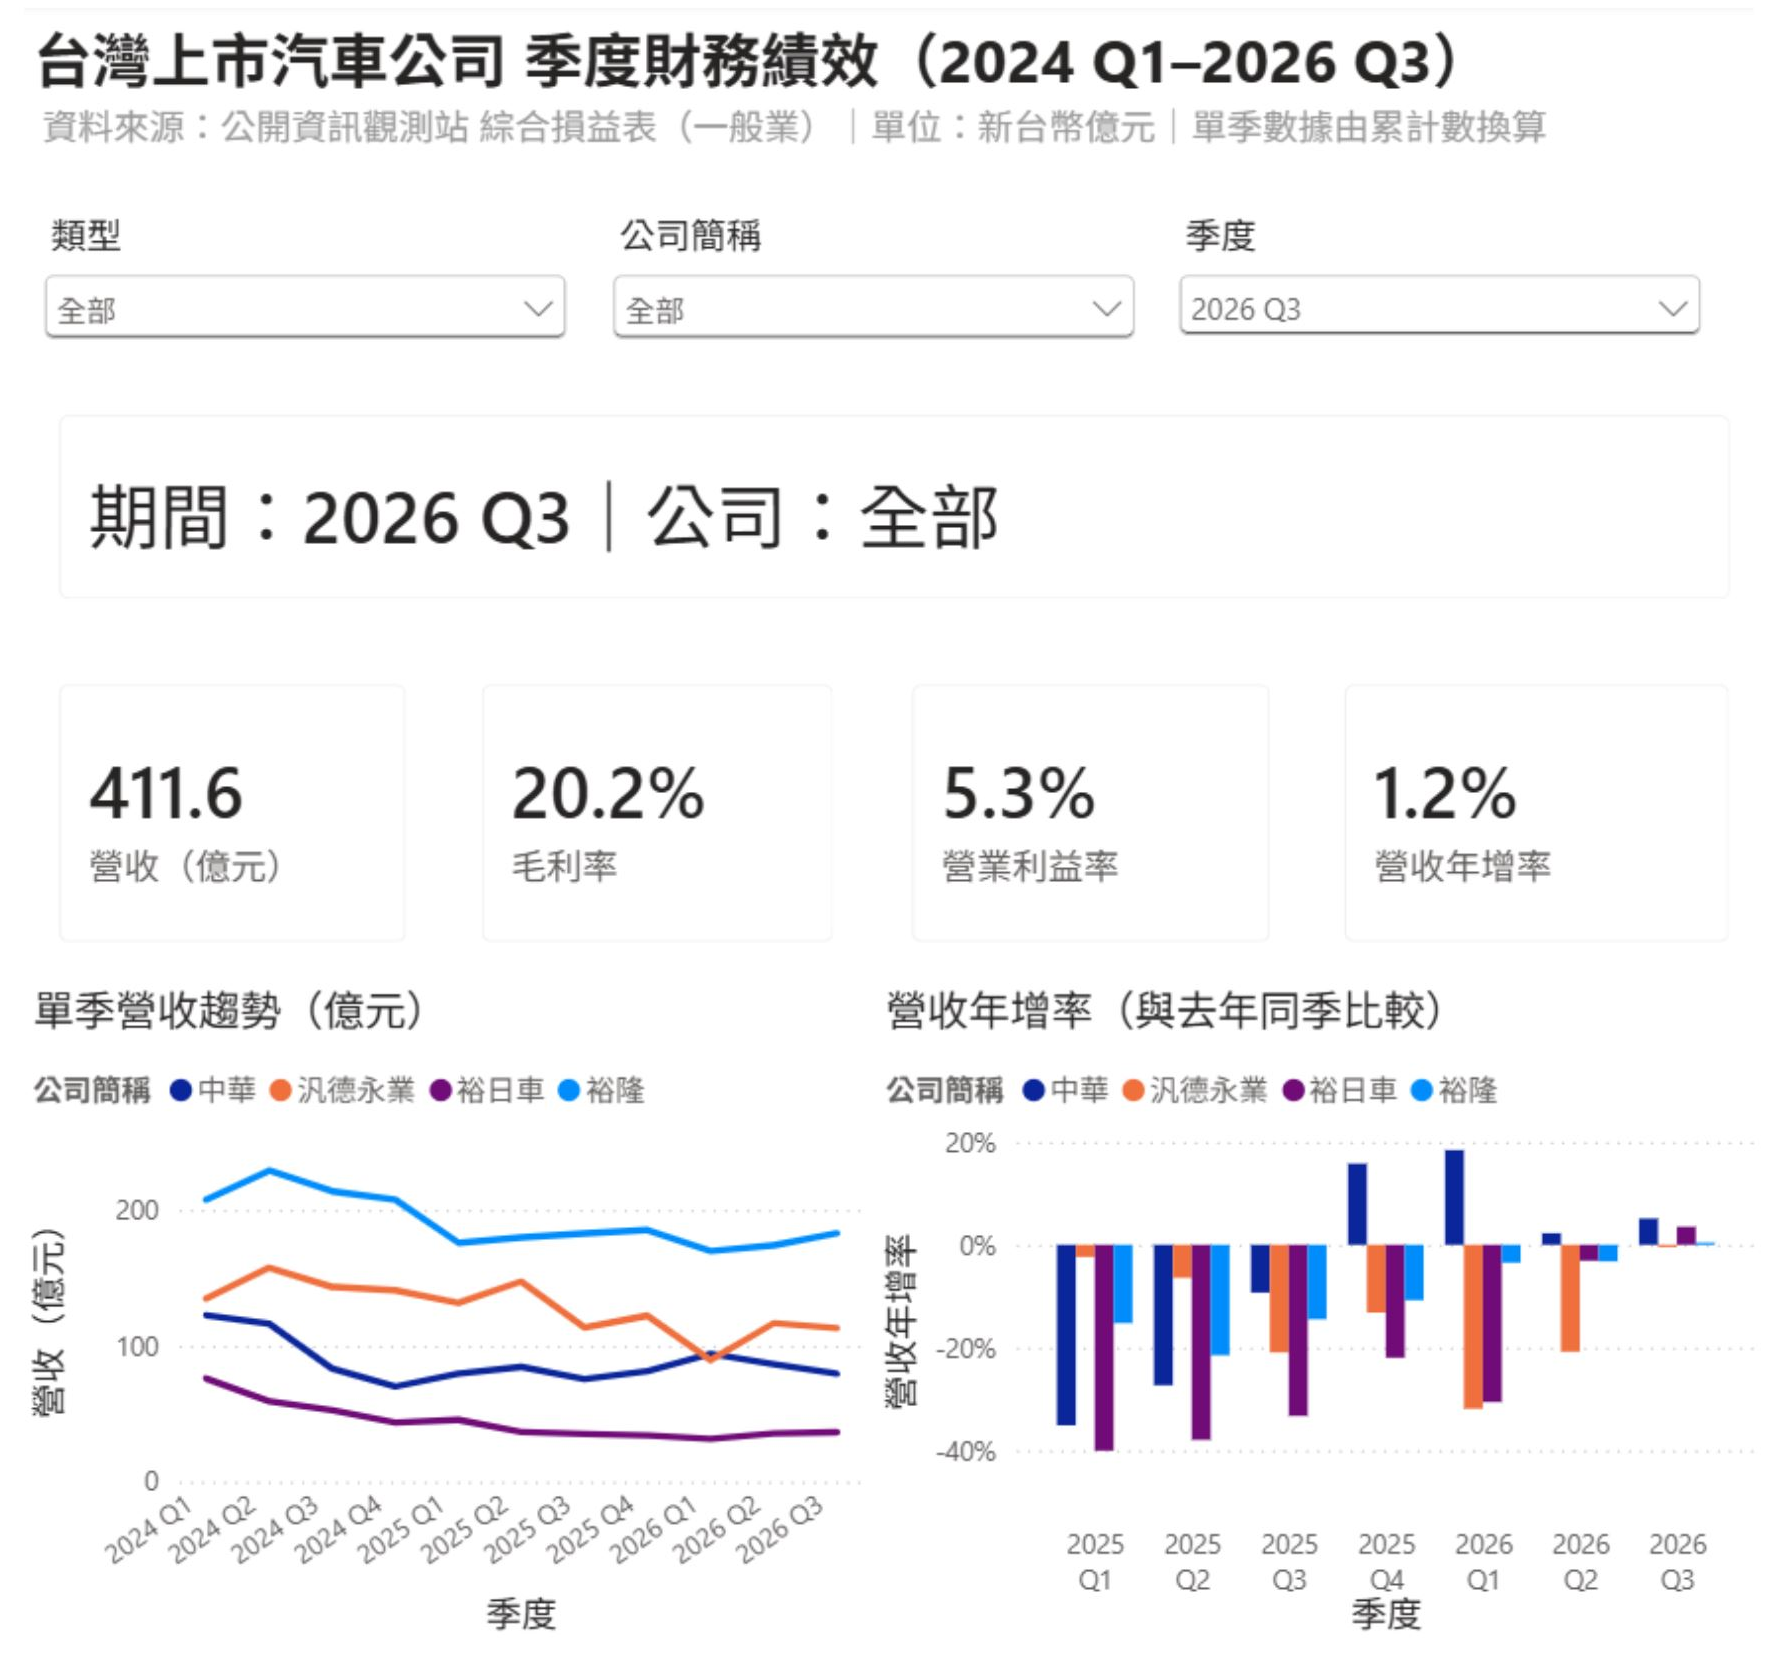 台灣上市汽車公司 季度財務績效（2024 Q1–2026 Q3）
資料來源：公開資訊觀測站 綜合損益表（一般業）｜單位：新台幣億元｜單季數據由累計數換算
類型
全部
公司簡稱
全部
季度
2026 Q3
期間：2026 Q3｜公司：全部
411.6
營收（億元）
20.2%
毛利率
5.3%
營業利益率
1.2%
營收年增率
單季營收趨勢（億元）
公司簡稱 中華 汎德永業 裕日車 裕隆
營收（億元）
200
100
0
2024 Q1
2024 Q2
2024 Q3
2024 Q4
2025 Q1
2025 Q2
2025 Q3
2025 Q4
2026 Q1
2026 Q2
2026 Q3
季度
營收年增率（與去年同季比較）
公司簡稱 中華 汎德永業 裕日車 裕隆
營收年增率
20%
0%
-20%
-40%
2025 Q1
2025 Q2
2025 Q3
2025 Q4
2026 Q1
2026 Q2
2026 Q3
季度